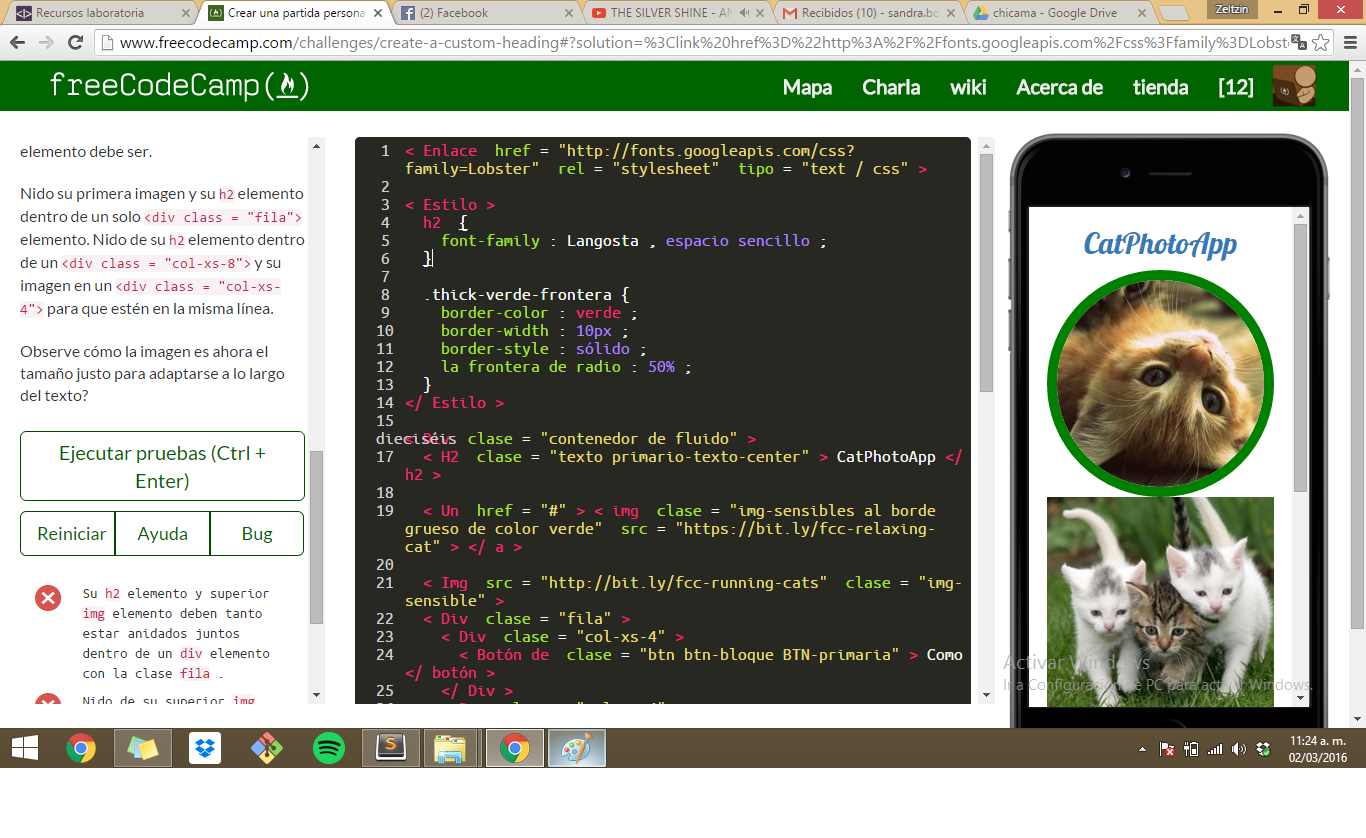 Recursos laboratoria
Crear una partida persona
(2) Facebook
THE SILVER SHINE - AN
Recibidos (10) - sandra.bo
chicama - Google Drive
Zeltzin
www.freecodecamp.com/challenges/create-a-custom-heading#?solution=%3Clink%20href%3D%22http%3A%2F%2Ffonts.googleapis.com%2Fcss%3Ffamily%3DLobst
freeCodeCamp
Mapa Charla wiki Acerca de tienda [12]
elemento debe ser.
Nido su primera imagen y su h2 elemento
dentro de un solo <div class = "fila">
elemento. Nido de su h2 elemento dentro
de un <div class = "col-xs-8"> y su
imagen en un <div class = "col-xs-
4"> para que estén en la misma línea.
Observe cómo la imagen es ahora el
tamaño justo para adaptarse a lo largo
del texto?
Ejecutar pruebas (Ctrl +
Enter)
Reiniciar Ayuda Bug
Su h2 elemento y superior
img elemento deben tanto
estar anidados juntos
dentro de un div elemento
con la clase fila .
Nido de su superior img
1 < Enlace href = "http://fonts.googleapis.com/css?
family=Lobster" rel = "stylesheet" tipo = "text / css" >
2
3 < Estilo >
4 h2 {
5 font-family : Langosta , espacio sencillo ;
6 }
7
8 .thick-verde-frontera {
9 border-color : verde ;
10 border-width : 10px ;
11 border-style : sólido ;
12 la frontera de radio : 50% ;
13 }
14 </ Estilo >
15
dieciséis < Div clase = "contenedor de fluido" >
17 < H2 clase = "texto primario-texto-center" > CatPhotoApp </
h2 >
18
19 < Un href = "#" > < img clase = "img-sensibles al borde
grueso de color verde" src = "https://bit.ly/fcc-relaxing-
cat" > </ a >
20
21 < Img src = "http://bit.ly/fcc-running-cats" clase = "img-
sensible" >
22 < Div clase = "fila" >
23 < Div clase = "col-xs-4" >
24 < Botón de clase = "btn btn-bloque BTN-primaria" > Como
</ botón >
25 </ Div >
CatPhotoApp
Activar Windows
Ir a Configuración de PC para activar Windows.
11:24 a. m.
02/03/2016